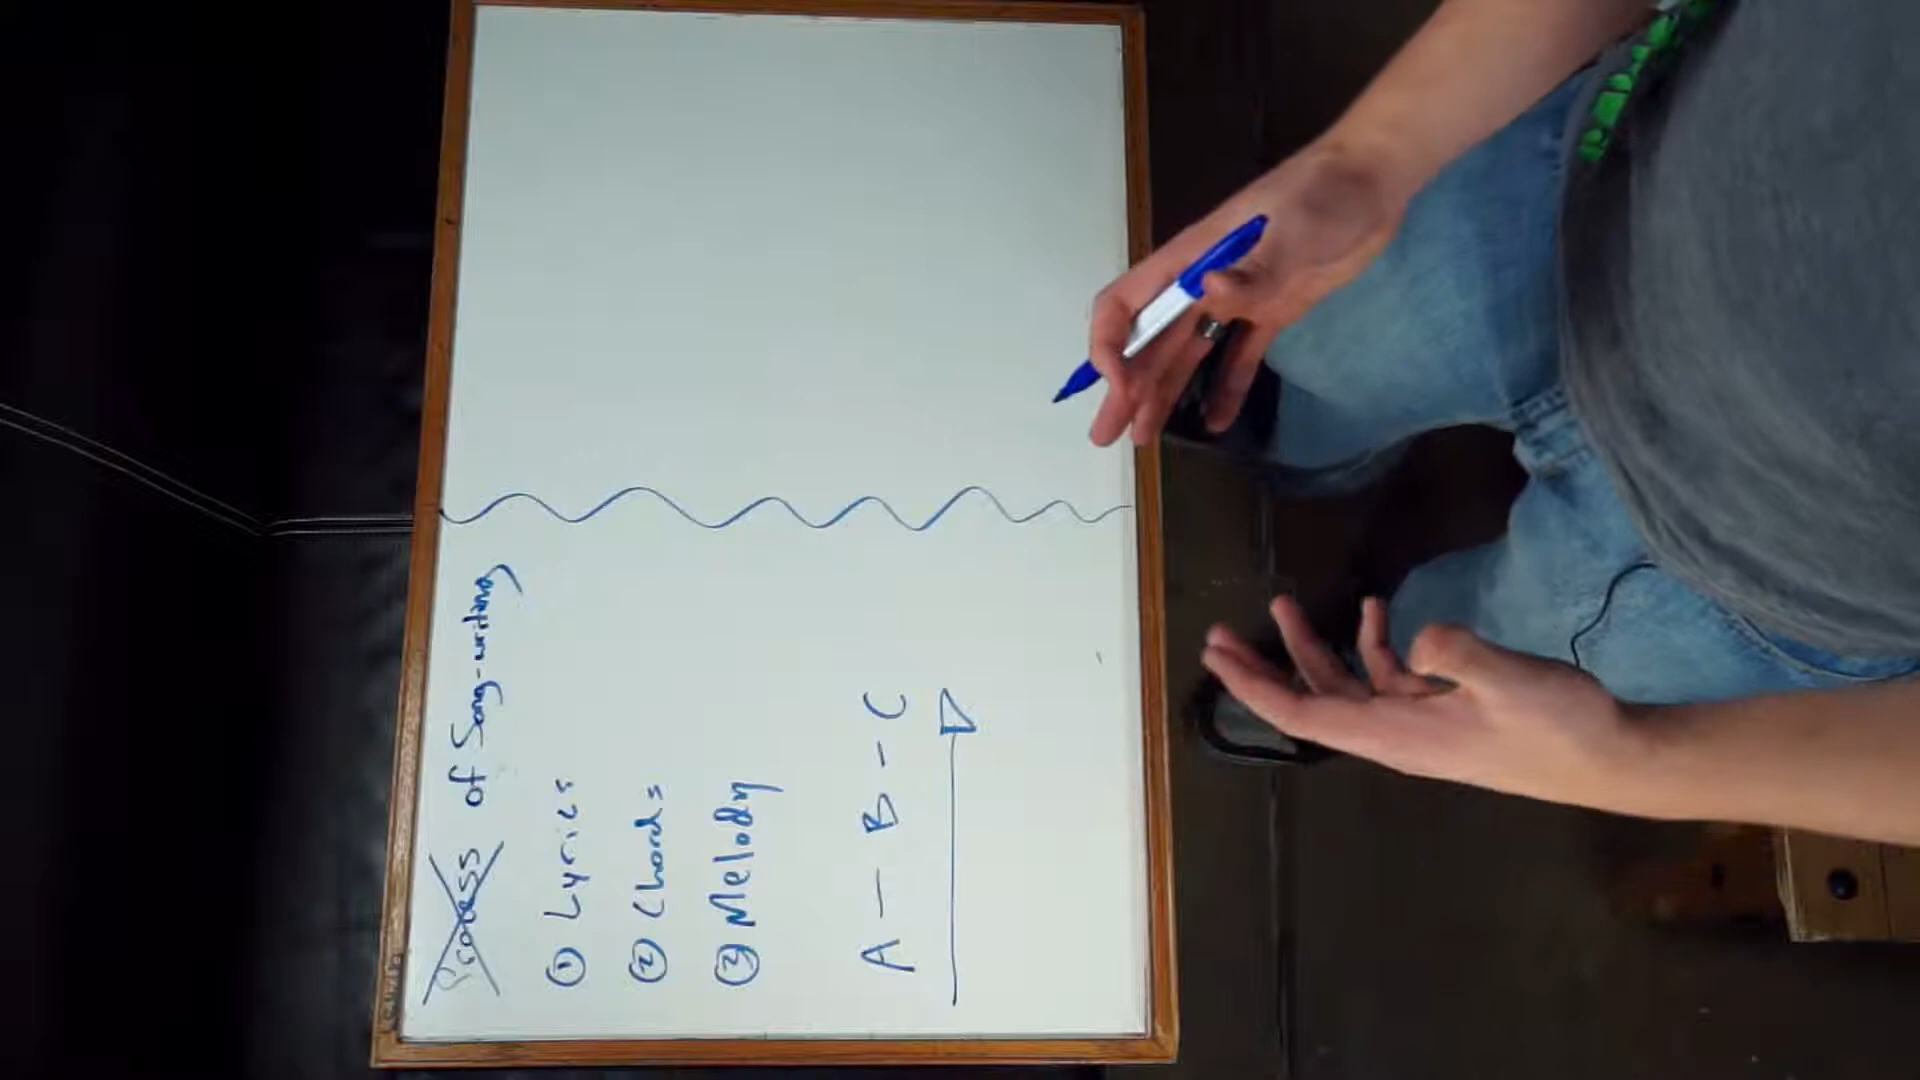 Process of Song-writing
① Lyrics
② Chords
③ Melody
A - B - C